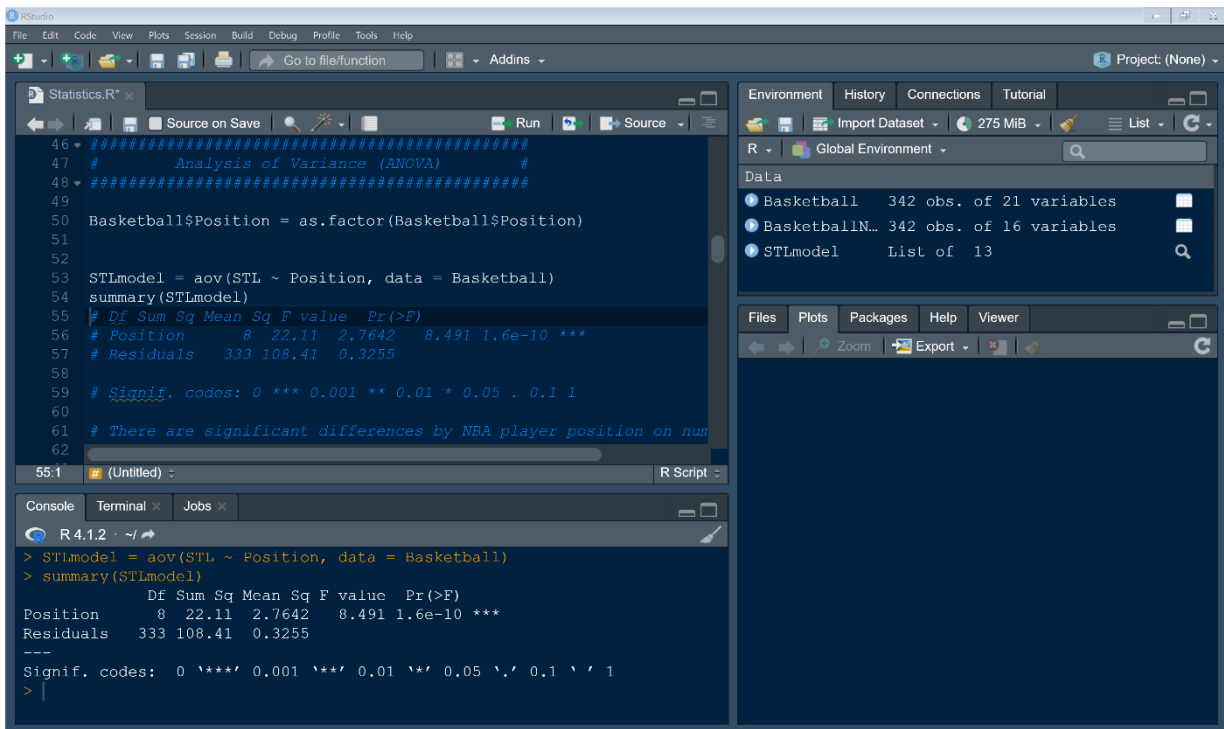 RStudio
File Edit Code View Plots Session Build Debug Profile Tools Help
Go to file/function Addins Project: (None)
Statistics.R*
Source on Save Run Source
46 ##############################################
47 # Analysis of Variance (ANOVA) #
48 ##############################################
49
50 Basketball$Position = as.factor(Basketball$Position)
51
52
53 STLmodel = aov(STL ~ Position, data = Basketball)
54 summary(STLmodel)
55 # Df Sum Sq Mean Sq F value Pr(>F)
56 # Position 8 22.11 2.7642 8.491 1.6e-10 ***
57 # Residuals 333 108.41 0.3255
58
59 # Signif. codes: 0 *** 0.001 ** 0.01 * 0.05 . 0.1 1
60
61 # There are significant differences by NBA player position on num
62
55:1 # (Untitled) R Script
Console Terminal Jobs
R 4.1.2 · ~/
> STLmodel = aov(STL ~ Position, data = Basketball)
> summary(STLmodel)
Df Sum Sq Mean Sq F value Pr(>F)
Position 8 22.11 2.7642 8.491 1.6e-10 ***
Residuals 333 108.41 0.3255
---
Signif. codes: 0 ‘***’ 0.001 ‘**’ 0.01 ‘*’ 0.05 ‘.’ 0.1 ‘ ’ 1
>
Environment History Connections Tutorial
Import Dataset 275 MiB List
R Global Environment
Data
Basketball 342 obs. of 21 variables
BasketballN… 342 obs. of 16 variables
STLmodel List of 13
Files Plots Packages Help Viewer
Zoom Export